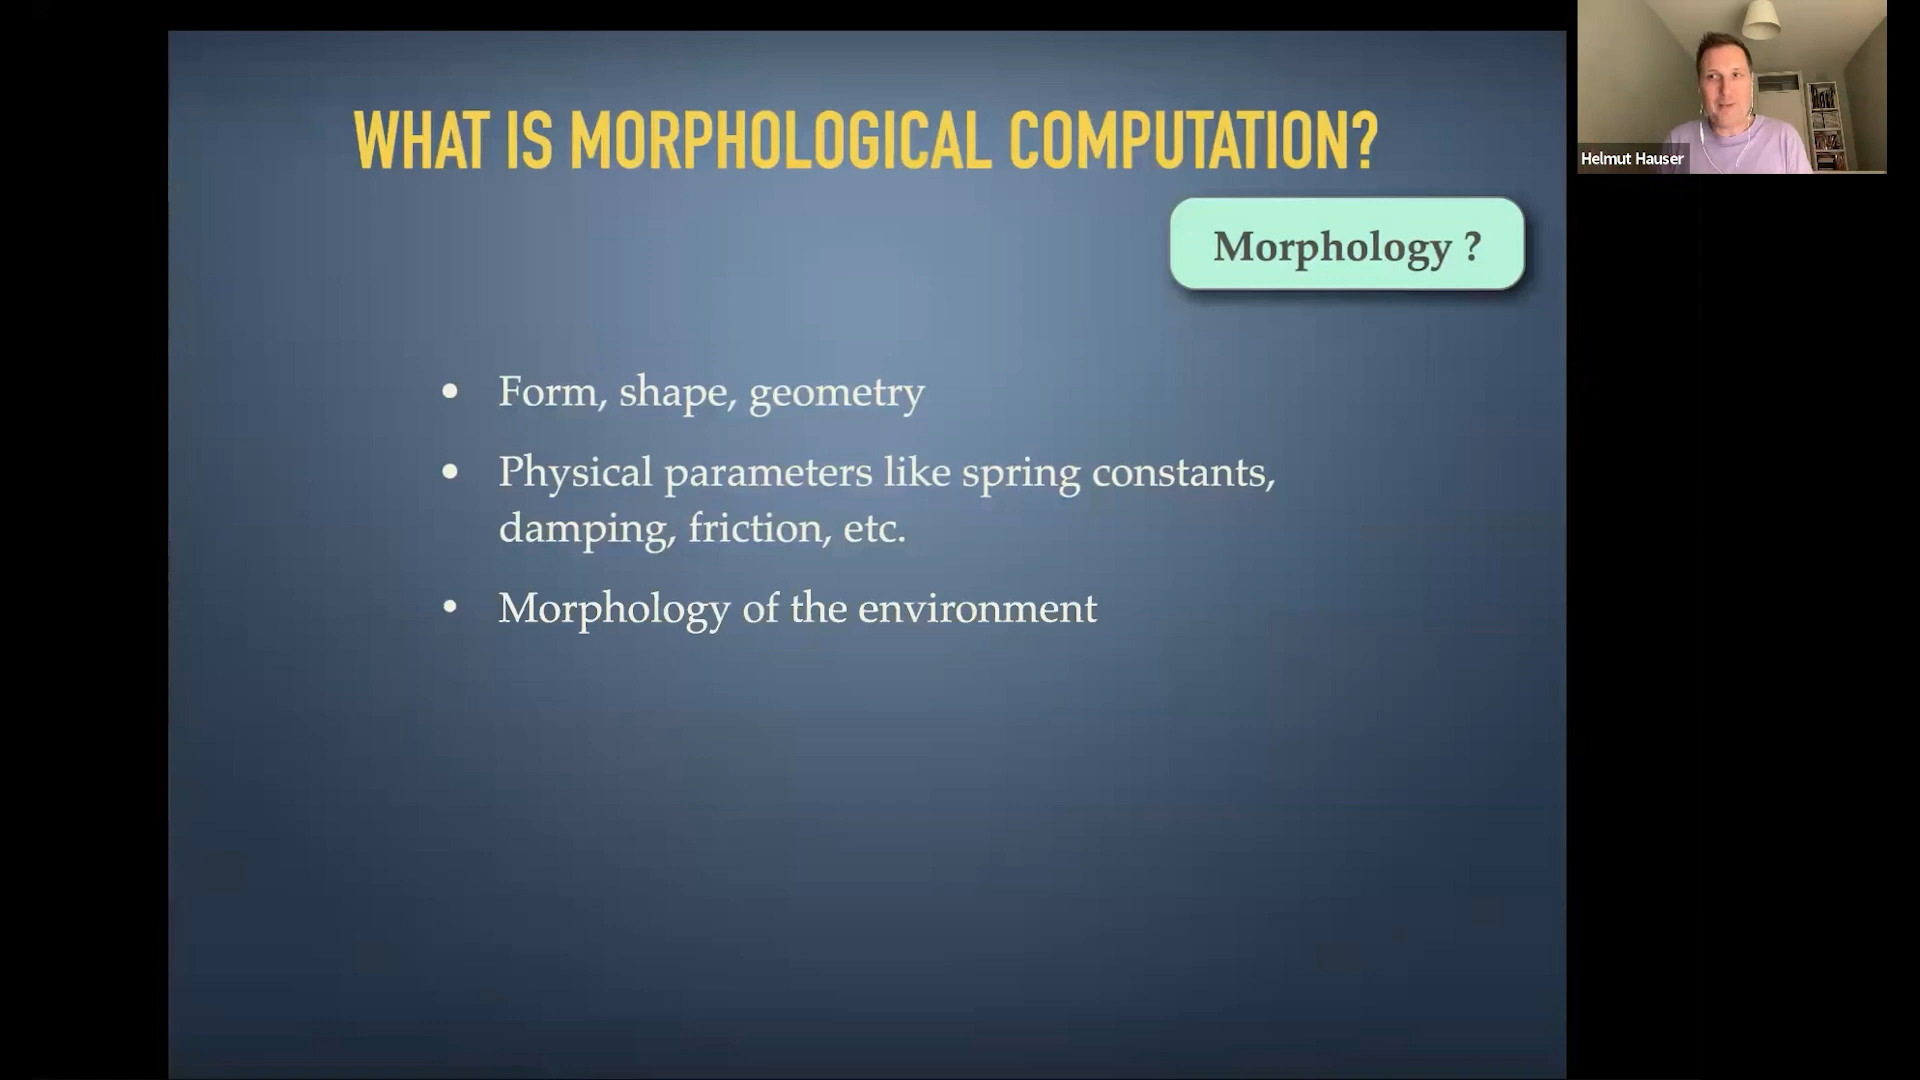 WHAT IS MORPHOLOGICAL COMPUTATION?
Helmut Hauser
Morphology ?
• Form, shape, geometry
• Physical parameters like spring constants,
damping, friction, etc.
• Morphology of the environment